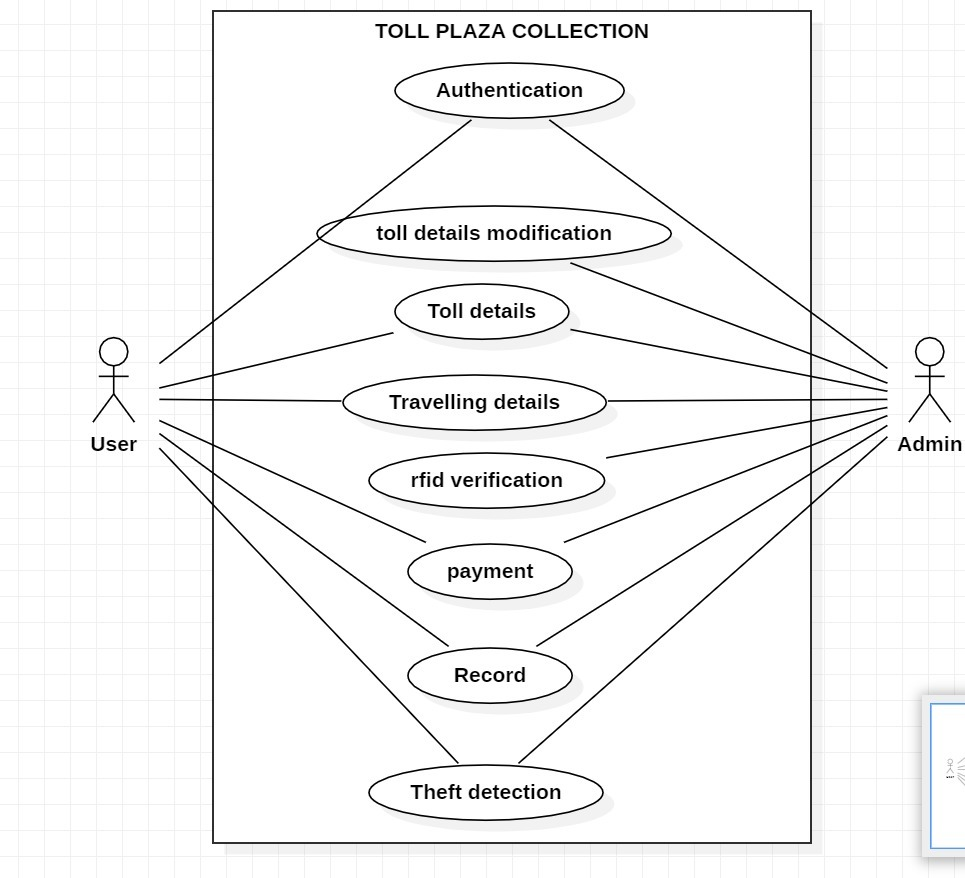 TOLL PLAZA COLLECTION
Authentication
toll details modification
Toll details
Travelling details
rfid verification
payment
Record
Theft detection
User
Admin